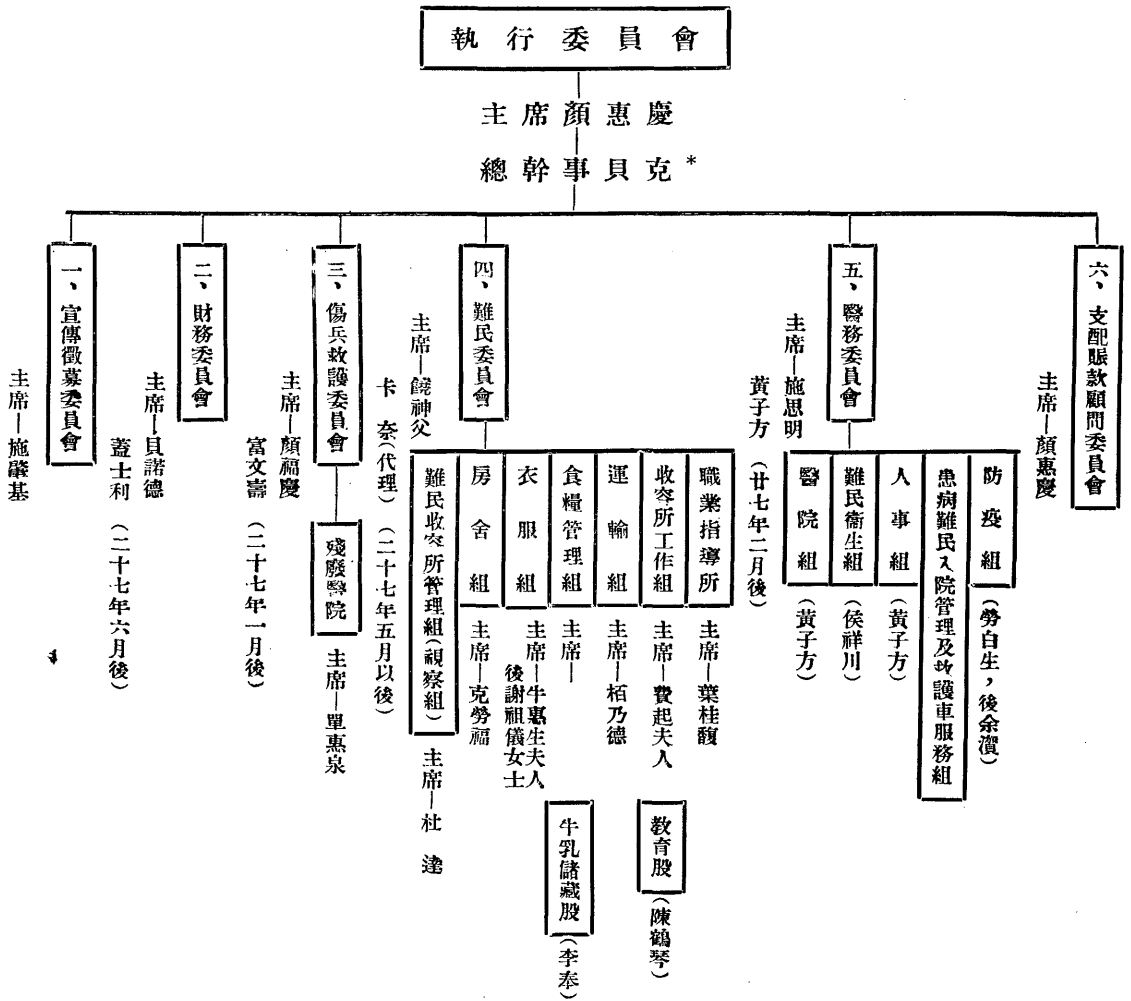 執行委員會
主席顏惠慶
總幹事貝克*
一、宣傳徵募委員會
主席—施肇基
二、財務委員會
主席—貝諾德
蓋士利（二十七年六月後）
三、傷兵救護委員會
主席—顏福慶
富文壽（二十七年一月後）
殘廢醫院
主席—單惠泉
四、難民委員會
主席—饒神父
卡奈（代理）（二十七年五月以後）
難民收容所管理組（視察組）
主席—杜達
房舍組
主席—克勞福
衣服組
主席—牛惠生夫人
後謝祖儀女士
食糧管理組
主席—
牛乳儲藏股
（李奉）
運輸組
主席—栢乃德
收容所工作組
主席—費起夫人
教育股
（陳鶴琴）
職業指導所
主席—葉桂馥
五、醫務委員會
主席—施思明
黃子方（廿七年二月後）
醫院組
（黃子方）
難民衞生組
（侯祥川）
人事組
（黃子方）
患病難民入院管理及救護車服務組
防疫組
（勞白生，後余㵑）
六、支配賑款顧問委員會
主席—顏惠慶